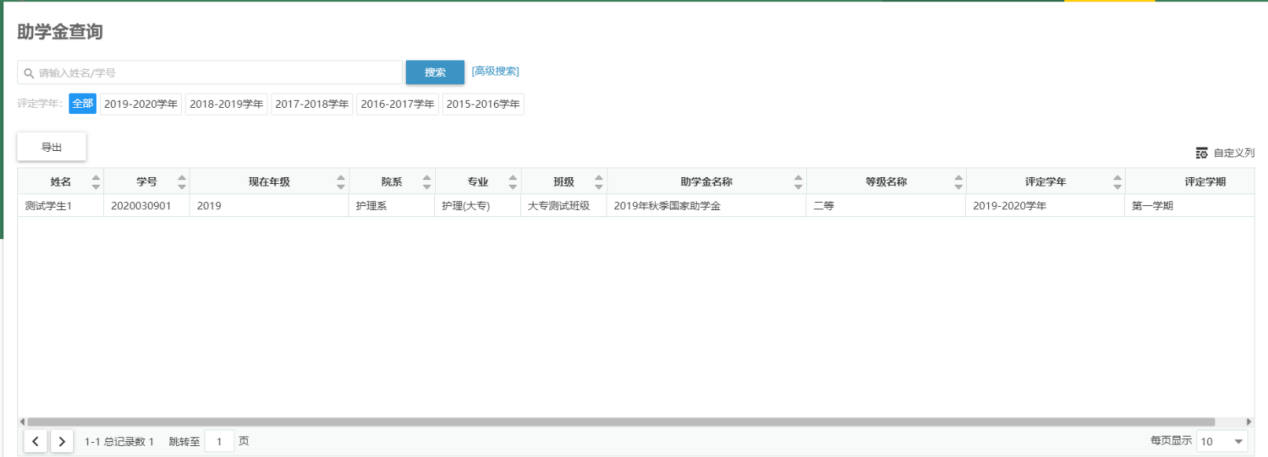 助学金查询
请输入姓名/学号 搜索 [高级搜索]
评定学年: 全部 2019-2020学年 2018-2019学年 2017-2018学年 2016-2017学年 2015-2016学年
导出
自定义列
姓名 学号 现在年级 院系 专业 班级 助学金名称 等级名称 评定学年 评定学期
测试学生1 2020030901 2019 护理系 护理(大专) 大专测试班级 2019年秋季国家助学金 二等 2019-2020学年 第一学期
1-1 总记录数 1 跳转至 1 页 每页显示 10